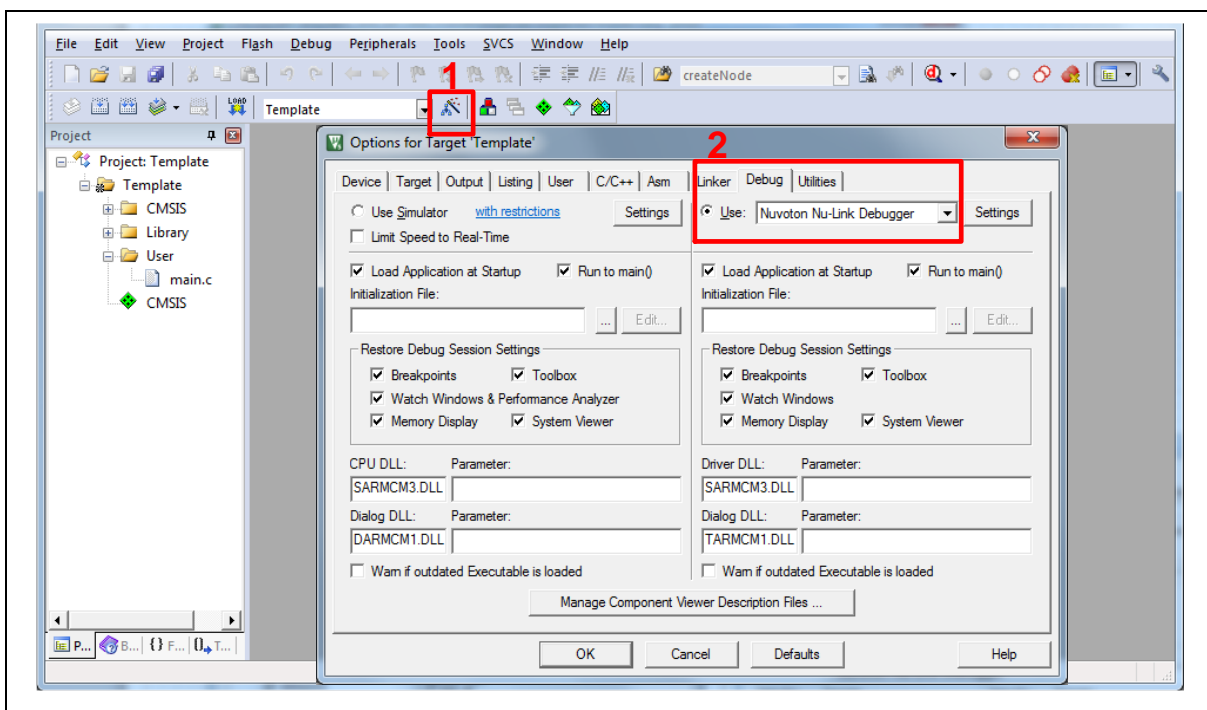 File Edit View Project Flash Debug Peripherals Tools SVCS Window Help
1
createNode
LOAD Template
Project
Project: Template
Template
CMSIS
Library
User
main.c
CMSIS
P... B... {} F... 0 T...
Options for Target 'Template'
2
Device Target Output Listing User C/C++ Asm Linker Debug Utilities
Use Simulator with restrictions Settings Use: Nuvoton Nu-Link Debugger Settings
Limit Speed to Real-Time
Load Application at Startup Run to main() Load Application at Startup Run to main()
Initialization File: Initialization File:
... Edit... ... Edit...
Restore Debug Session Settings Restore Debug Session Settings
Breakpoints Toolbox Breakpoints Toolbox
Watch Windows & Performance Analyzer Watch Windows
Memory Display System Viewer Memory Display System Viewer
CPU DLL: Parameter: Driver DLL: Parameter:
SARMCM3.DLL SARMCM3.DLL
Dialog DLL: Parameter: Dialog DLL: Parameter:
DARMCM1.DLL TARMCM1.DLL
Warn if outdated Executable is loaded Warn if outdated Executable is loaded
Manage Component Viewer Description Files ...
OK Cancel Defaults Help